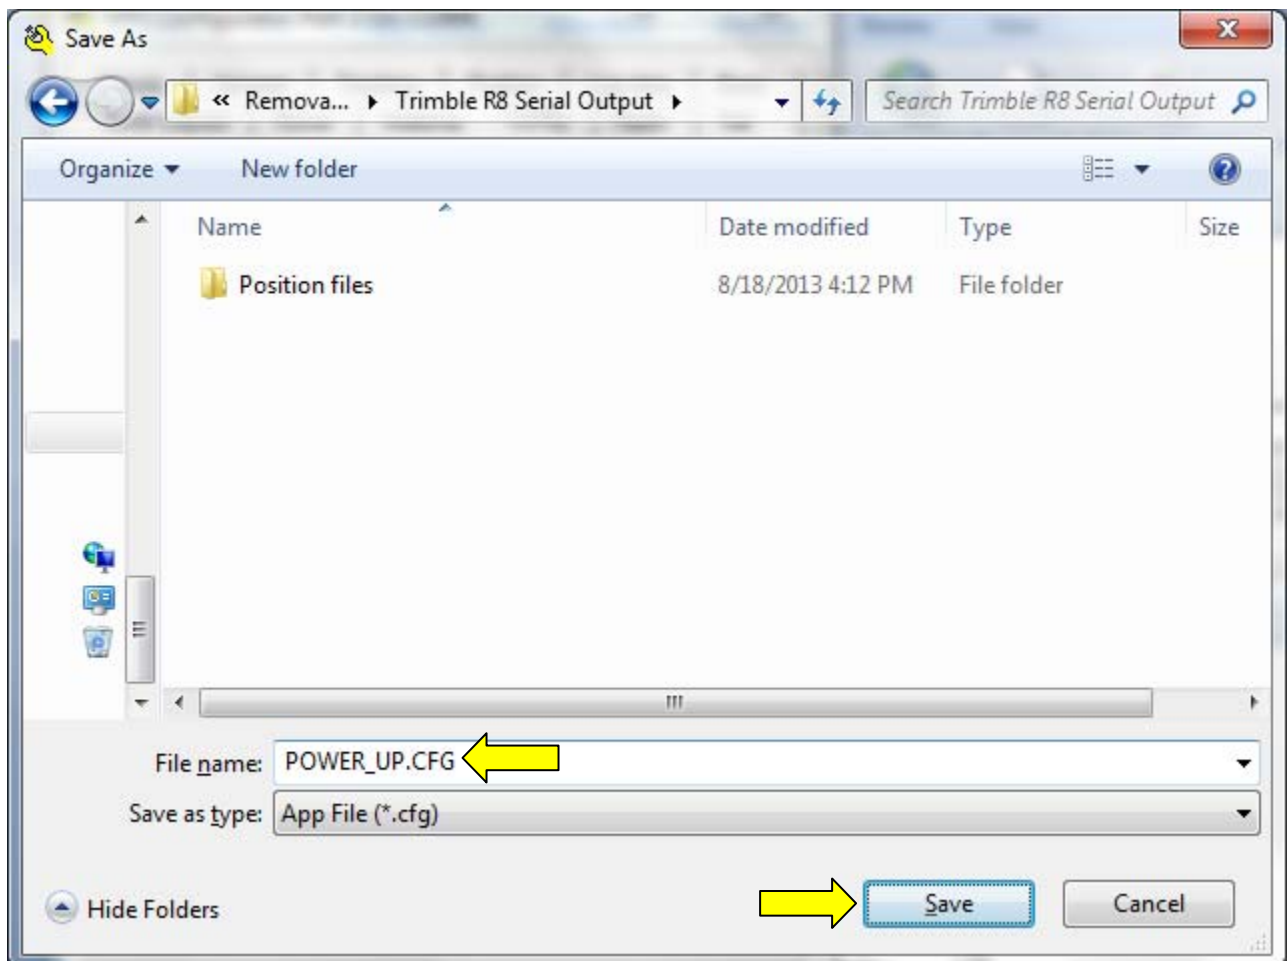 Save As
« Remova... Trimble R8 Serial Output Search Trimble R8 Serial Output
Organize New folder
Name Date modified Type Size
Position files 8/18/2013 4:12 PM File folder
File name: POWER_UP.CFG
Save as type: App File (*.cfg)
Hide Folders Save Cancel